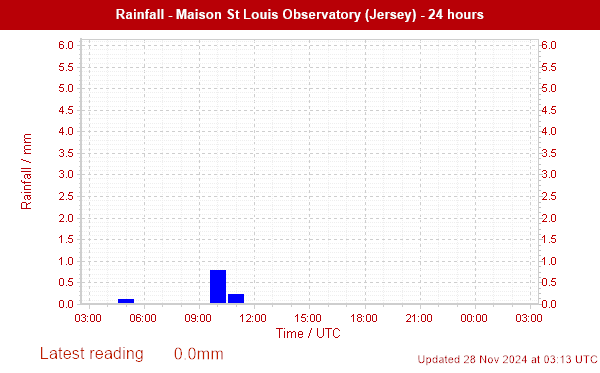 Rainfall - Maison St Louis Observatory (Jersey) - 24 hours
6.0 6.0
5.5 5.5
5.0 5.0
4.5 4.5
4.0 4.0
3.5 3.5
Rainfall / mm
3.0 3.0
2.5 2.5
2.0 2.0
1.5 1.5
1.0 1.0
0.5 0.5
0.0 0.0
03:00 06:00 09:00 12:00 15:00 18:00 21:00 00:00 03:00
Time / UTC
Latest reading 0.0mm
Updated 28 Nov 2024 at 03:13 UTC